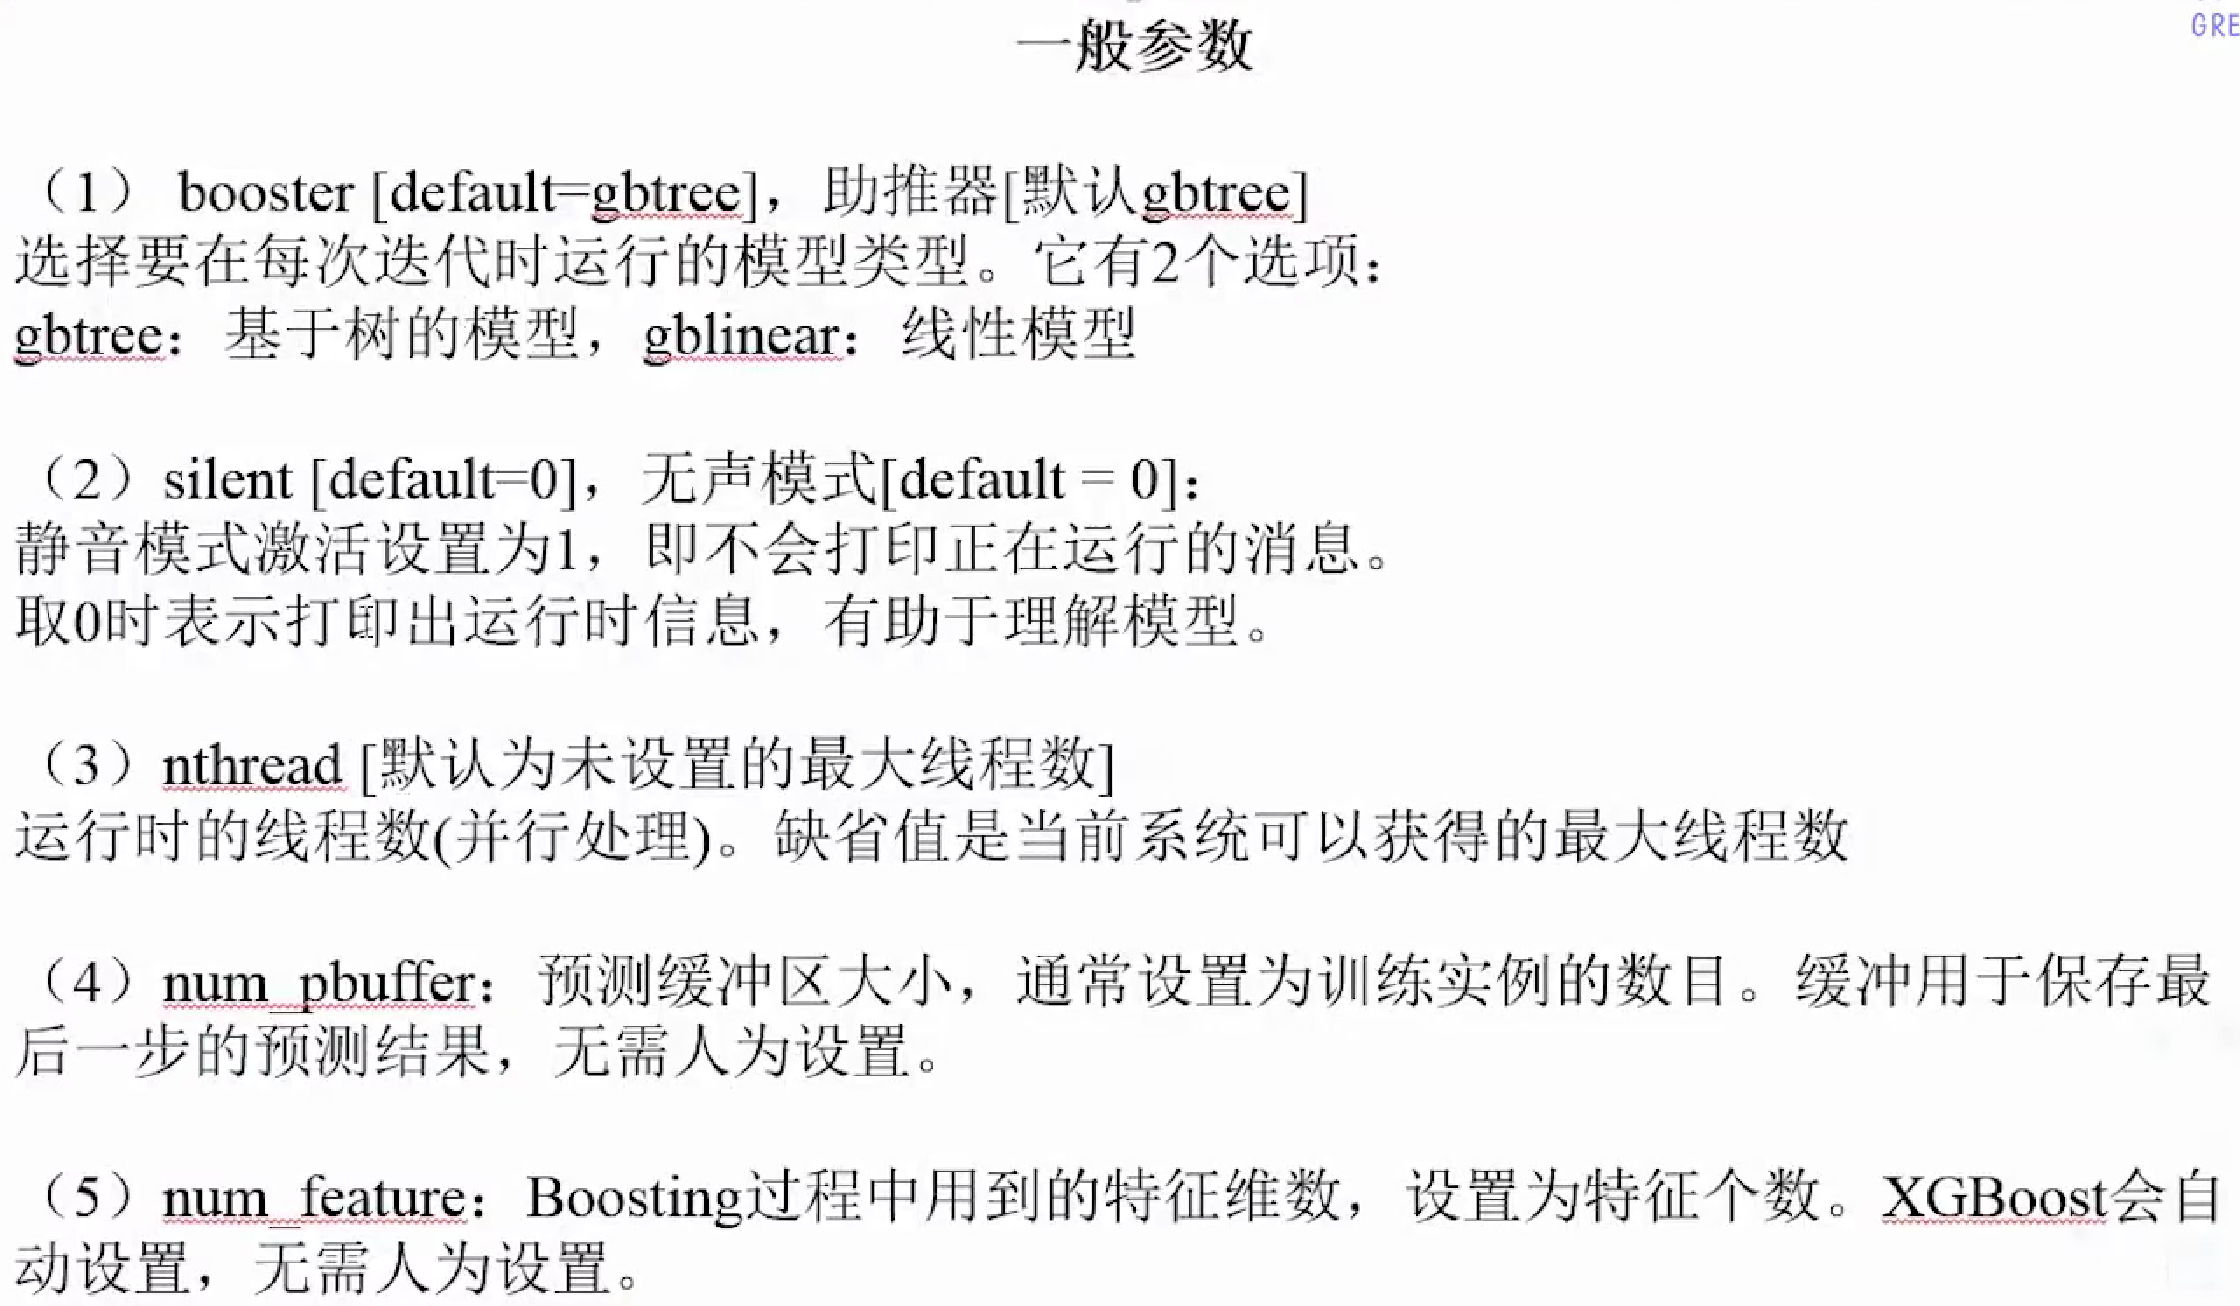 GRE
一般参数
（1） booster [default=gbtree]，助推器[默认gbtree]
选择要在每次迭代时运行的模型类型。它有2个选项：
gbtree：基于树的模型，gblinear：线性模型
（2）silent [default=0]，无声模式[default = 0]：
静音模式激活设置为1，即不会打印正在运行的消息。
取0时表示打印出运行时信息，有助于理解模型。
（3）nthread [默认为未设置的最大线程数]
运行时的线程数(并行处理)。缺省值是当前系统可以获得的最大线程数
（4）num_pbuffer：预测缓冲区大小，通常设置为训练实例的数目。缓冲用于保存最
后一步的预测结果，无需人为设置。
（5）num_feature：Boosting过程中用到的特征维数，设置为特征个数。XGBoost会自
动设置，无需人为设置。